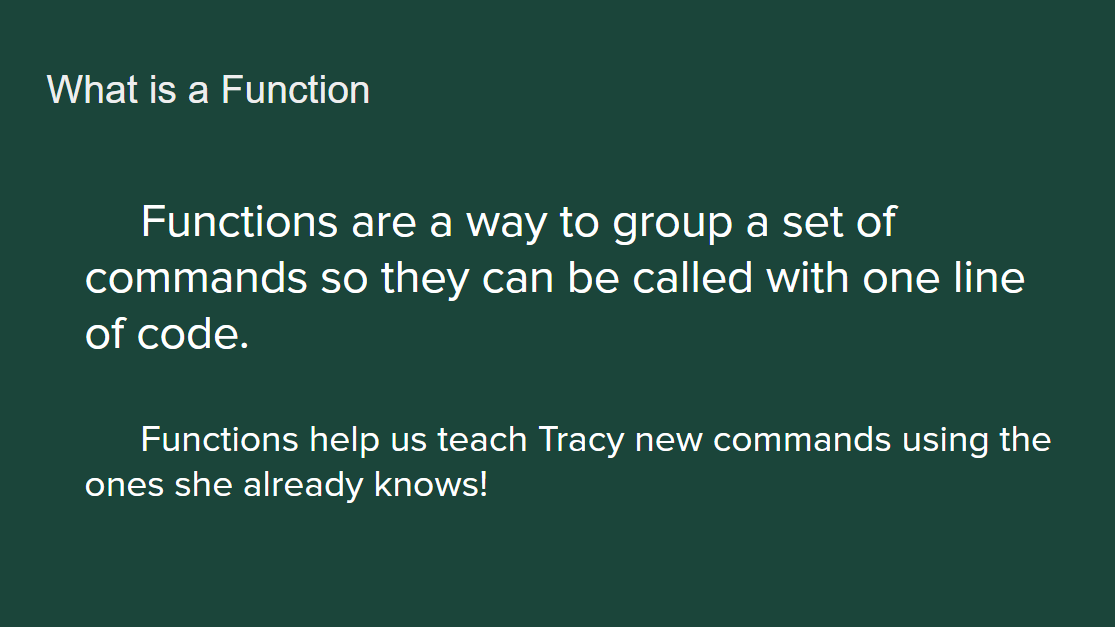 What is a Function
Functions are a way to group a set of
commands so they can be called with one line
of code.
Functions help us teach Tracy new commands using the
ones she already knows!